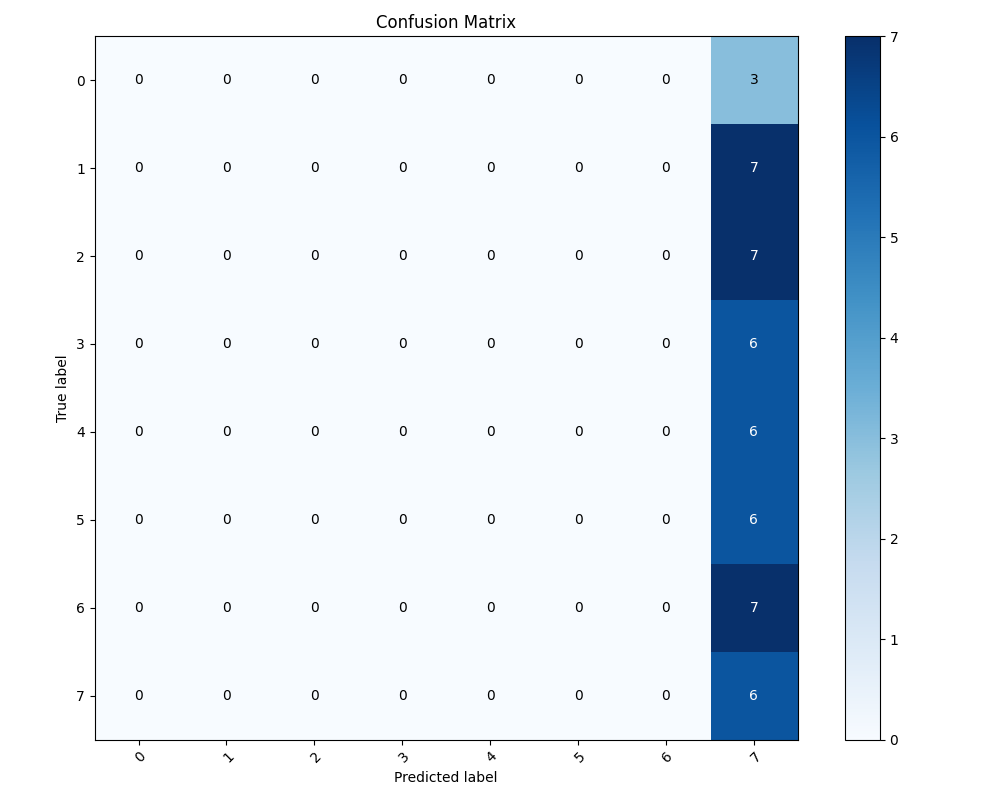 Confusion Matrix
0 0 0 0 0 0 0 0 3
1 0 0 0 0 0 0 0 7
2 0 0 0 0 0 0 0 7
3 0 0 0 0 0 0 0 6
4 0 0 0 0 0 0 0 6
5 0 0 0 0 0 0 0 6
6 0 0 0 0 0 0 0 7
7 0 0 0 0 0 0 0 6
True label
0 1 2 3 4 5 6 7
Predicted label
7
6
5
4
3
2
1
0